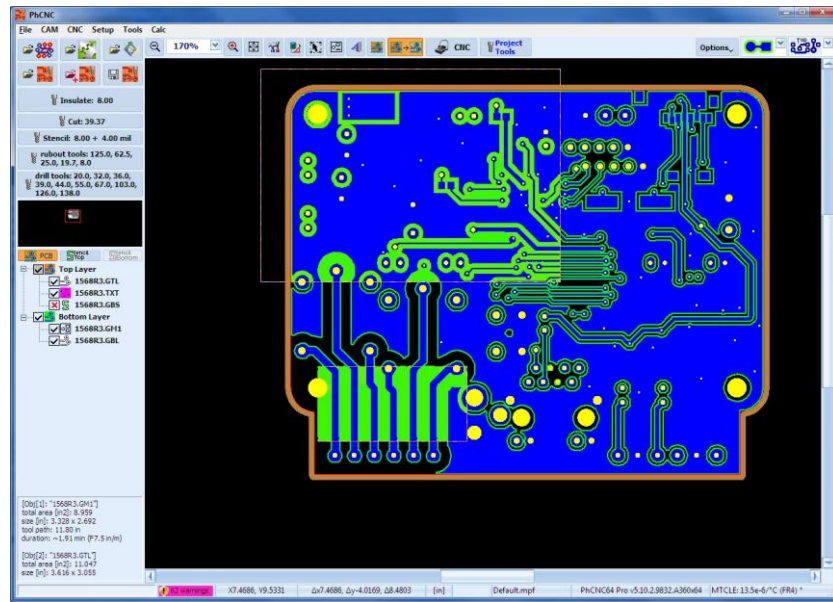 PhCNC
File CAM CNC Setup Tools Calc
170% CNC Project Tools Options
Insulate: 8.00
Cut: 39.37
Stencil: 8.00 + 4.00 mil
rubout tools: 125.0, 62.5,
25.0, 19.7, 8.0
drill tools: 20.0, 32.0, 36.0,
39.0, 44.0, 55.0, 67.0, 103.0,
126.0, 138.0
PCB Stencil Top Stencil Bottom
Top Layer
1568R3.GTL
1568R3.TXT
1568R3.GBS
Bottom Layer
1568R3.GM1
1568R3.GBL
[Obj[1]: "1568R3.GM1"]
total area [in2]: 8.959
size [in]: 3.328 x 2.692
tool path: 11.80 in
duration: ~1.91 min (F7.5 in/m)
[Obj[2]: "1568R3.GTL"]
total area [in2]: 11.047
size [in]: 3.616 x 3.055
62 warnings X7.4686, Y9.5331 Δx7.4686, Δy-4.0169, Δ8.4803 [in] Default.mpf PhCNC64 Pro v5.10.2.9832.A360x64 MTCLE: 13.5e-6/°C (FR4) *